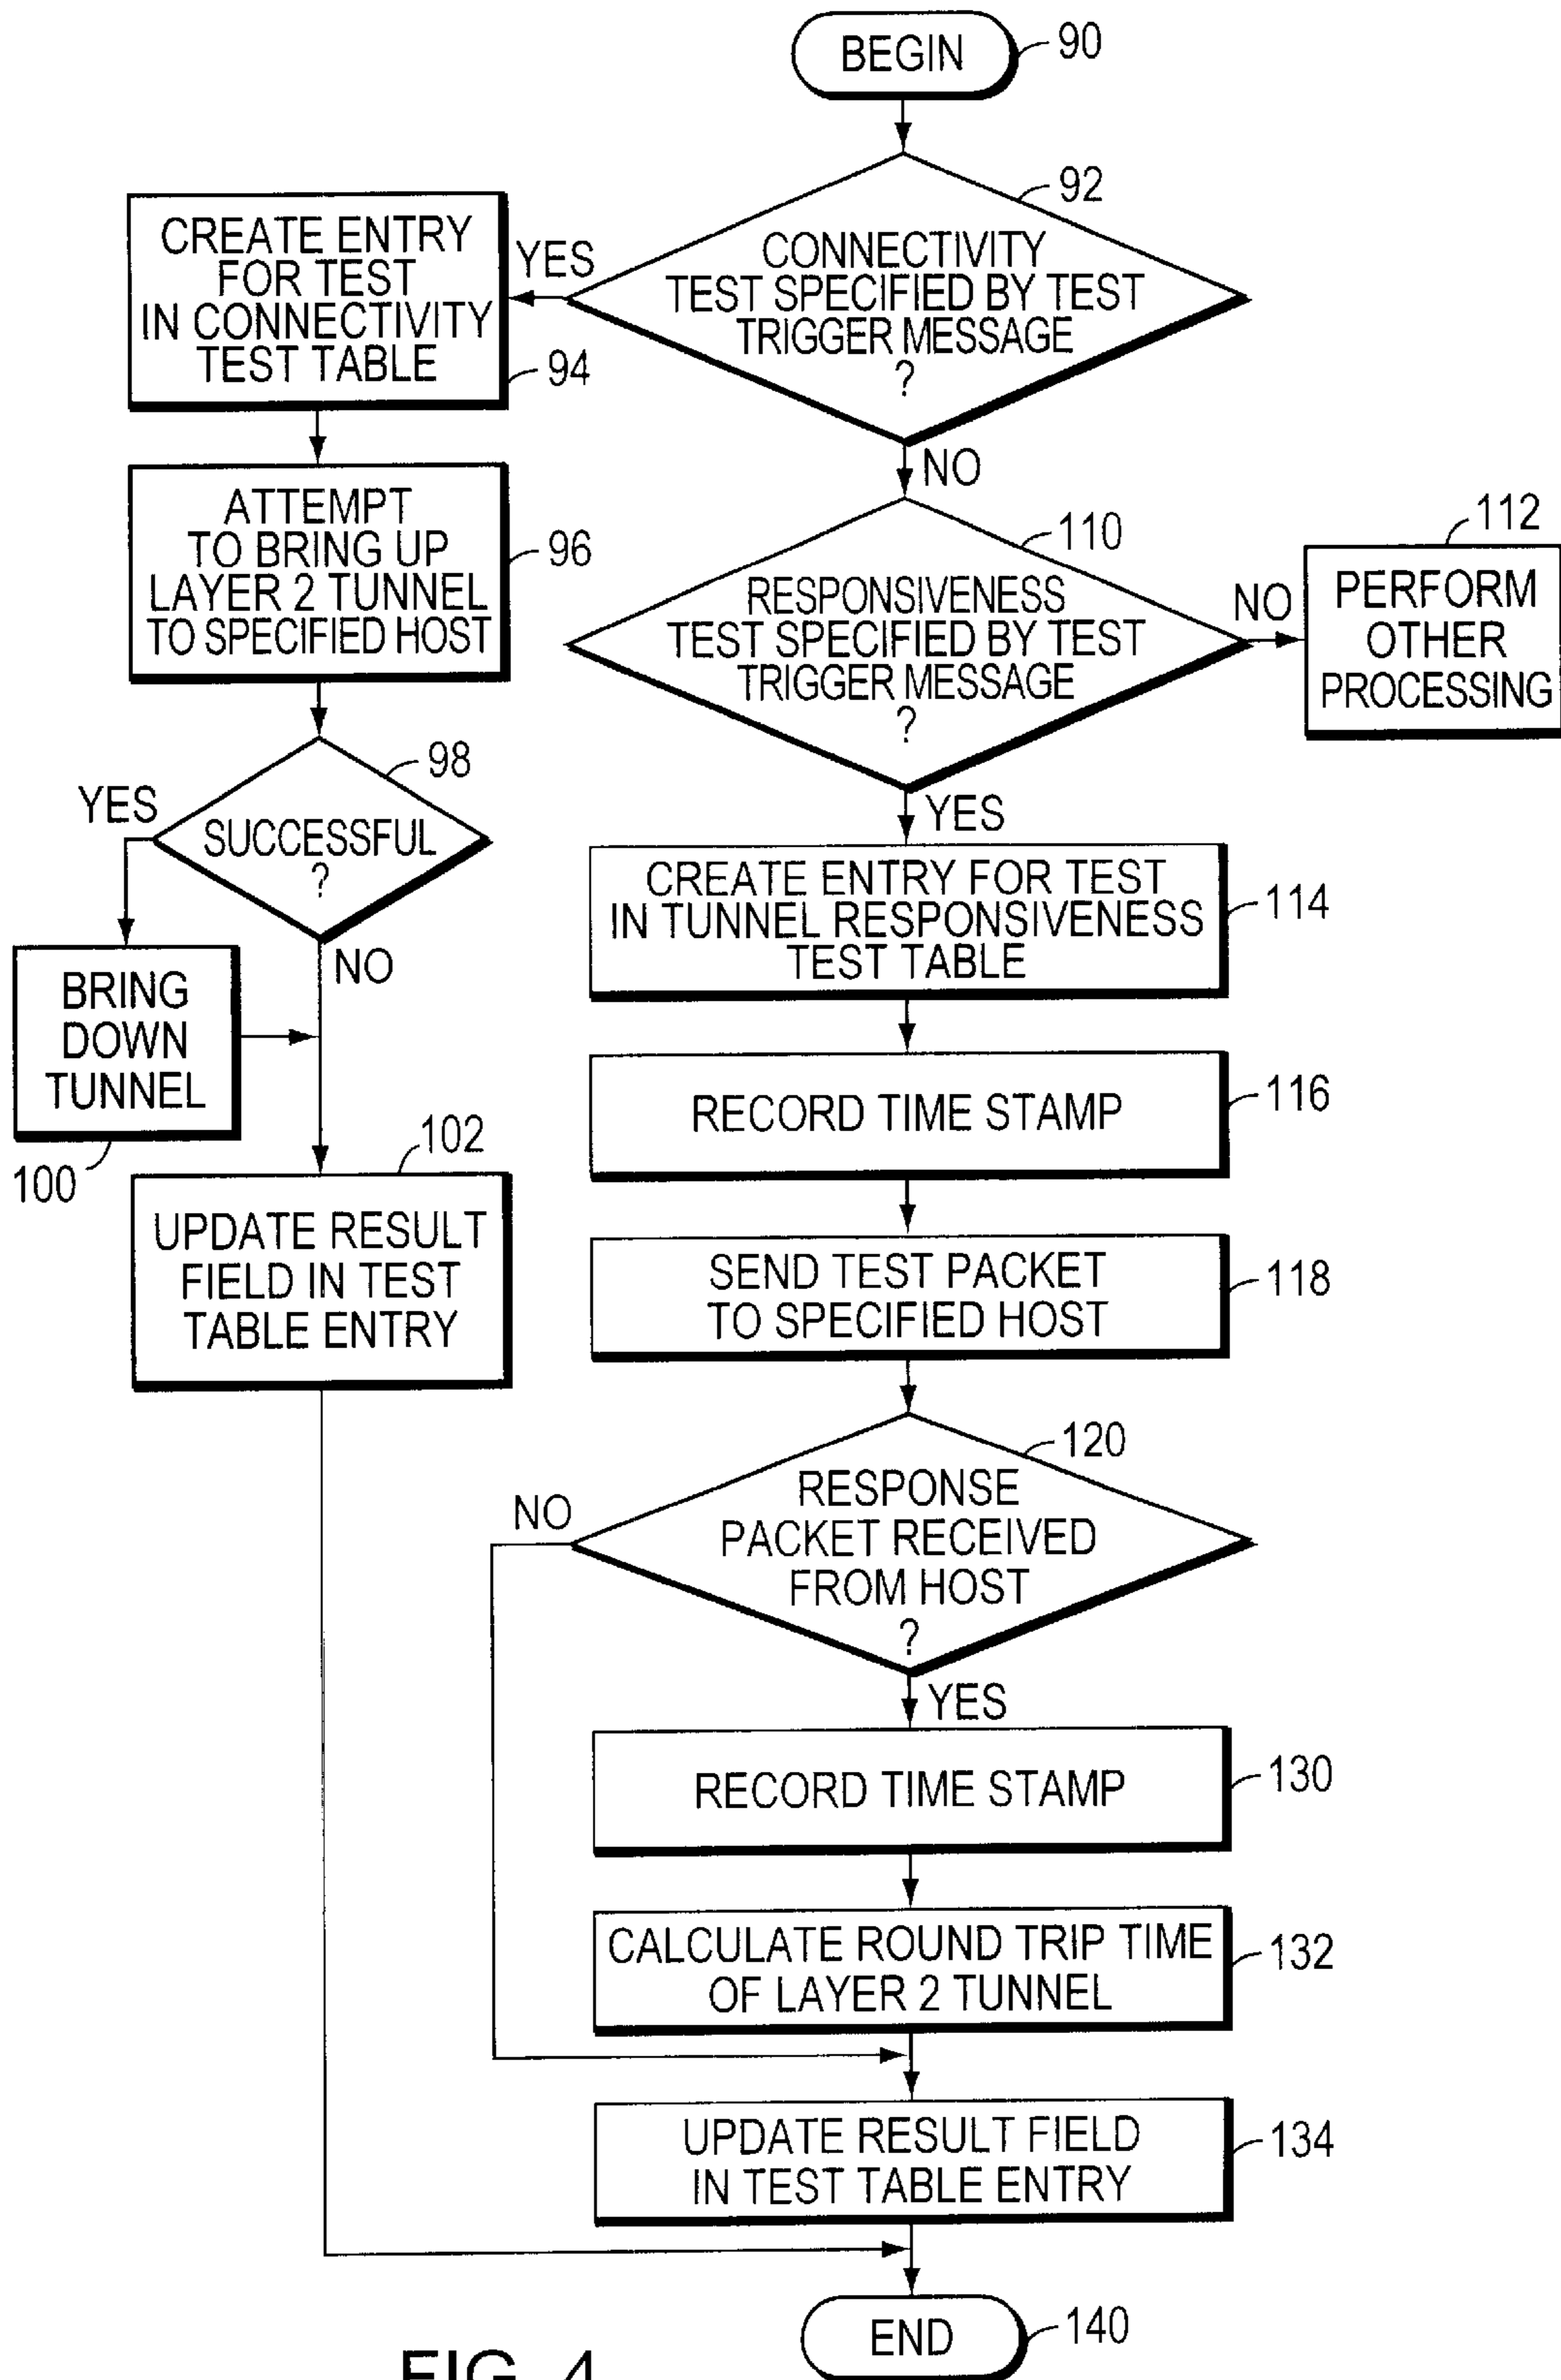 BEGIN
90
92
CONNECTIVITY
TEST SPECIFIED BY TEST
TRIGGER MESSAGE
?
YES
CREATE ENTRY
FOR TEST
IN CONNECTIVITY
TEST TABLE
94
ATTEMPT
TO BRING UP
LAYER 2 TUNNEL
TO SPECIFIED HOST
96
98
SUCCESSFUL
?
YES
NO
BRING
DOWN
TUNNEL
100
102
UPDATE RESULT
FIELD IN TEST
TABLE ENTRY
NO
110
RESPONSIVENESS
TEST SPECIFIED BY TEST
TRIGGER MESSAGE
?
NO
112
PERFORM
OTHER
PROCESSING
YES
CREATE ENTRY FOR TEST
IN TUNNEL RESPONSIVENESS
TEST TABLE
114
RECORD TIME STAMP
116
SEND TEST PACKET
TO SPECIFIED HOST
118
120
RESPONSE
PACKET RECEIVED
FROM HOST
?
NO
YES
RECORD TIME STAMP
130
CALCULATE ROUND TRIP TIME
OF LAYER 2 TUNNEL
132
UPDATE RESULT FIELD
IN TEST TABLE ENTRY
134
END
140
FIG. 4